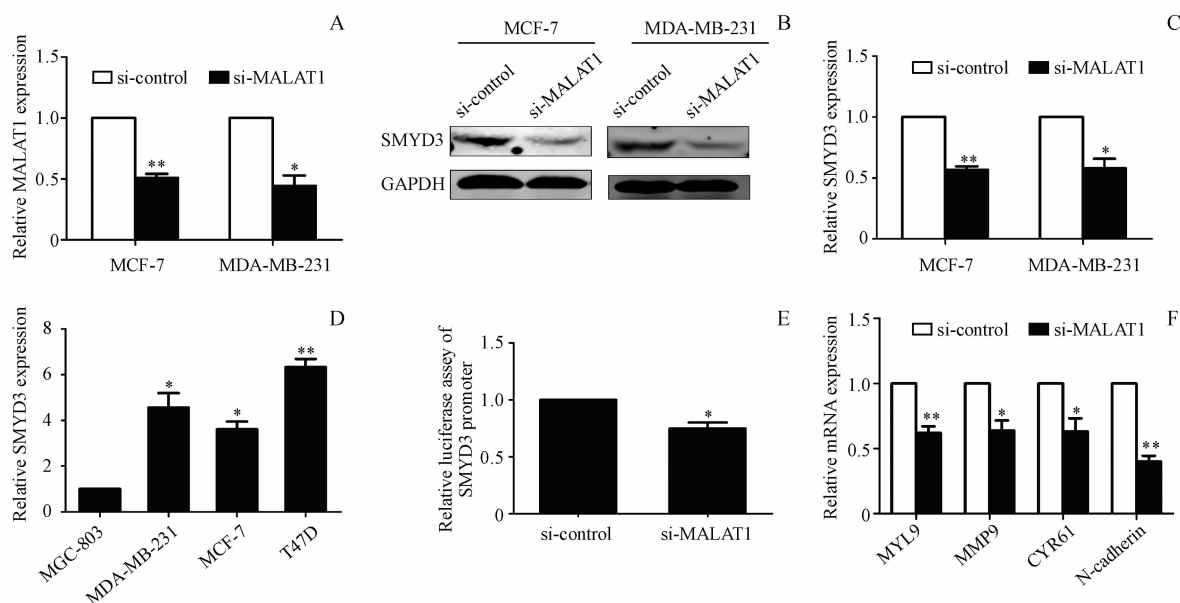 A
Relative MALAT1 expression
si-control
si-MALAT1
1.5
1.0
0.5
0
**
*
MCF-7
MDA-MB-231
B
MCF-7
MDA-MB-231
si-control
si-MALAT1
si-control
si-MALAT1
SMYD3
GAPDH
C
Relative SMYD3 expression
si-control
si-MALAT1
1.5
1.0
0.5
0
**
*
MCF-7
MDA-MB-231
D
Relative SMYD3 expression
8
6
4
2
0
*
*
**
MGC-803
MDA-MB-231
MCF-7
T47D
E
Relative luciferase assey of
SMYD3 promoter
1.5
1.0
0.5
0
*
si-control
si-MALAT1
F
Relative mRNA expression
si-control
si-MALAT1
1.5
1.0
0.5
0
**
*
*
**
MYL9
MMP9
CYR61
N-cadherin